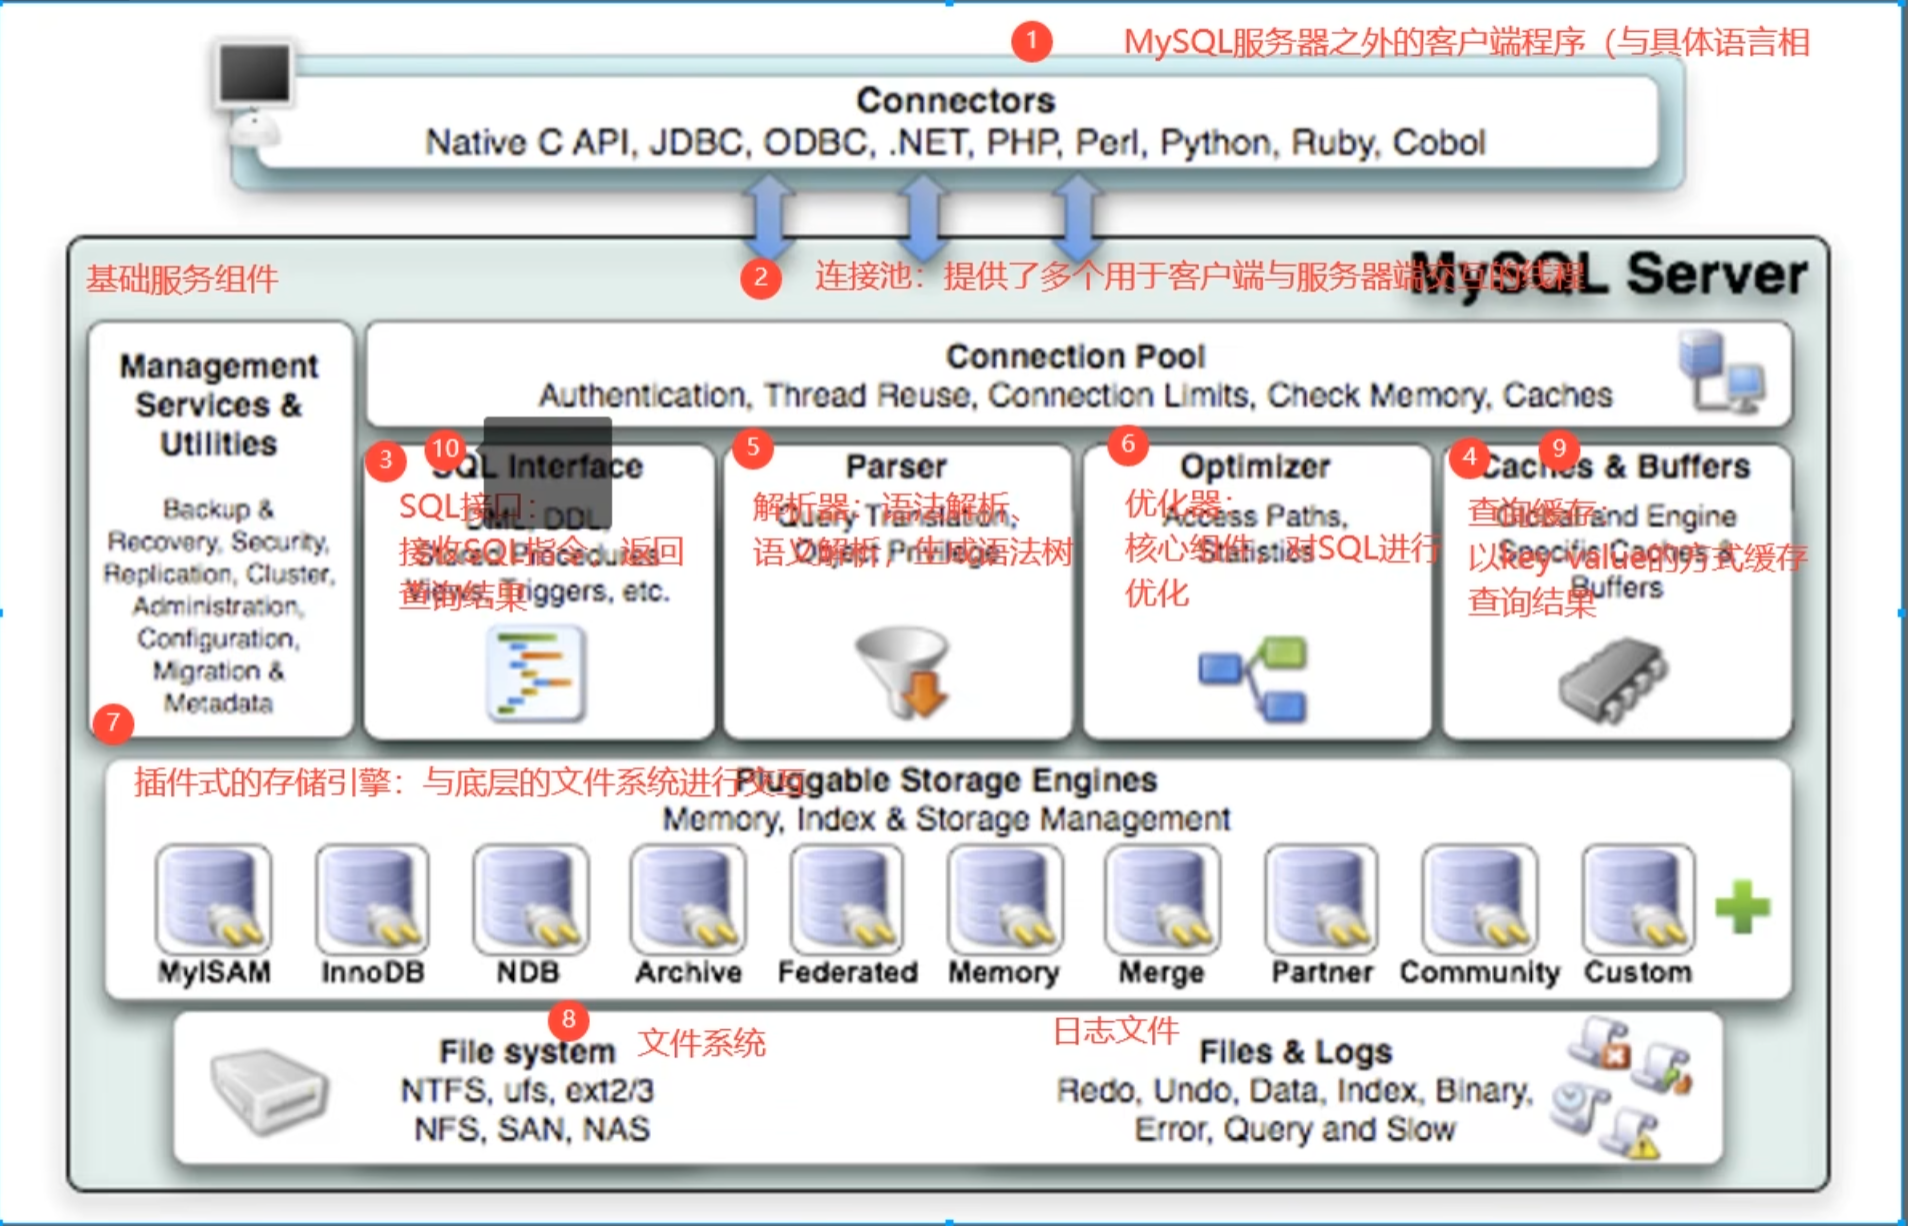 1 MySQL服务器之外的客户端程序（与具体语言相
Connectors
Native C API, JDBC, ODBC, .NET, PHP, Perl, Python, Ruby, Cobol
基础服务组件
2 连接池：提供了多个用于客户端与服务器端交互的线程
MySQL Server
Management
Services &
Utilities
Backup &
Recovery, Security,
Replication, Cluster,
Administration,
Configuration,
Migration &
Metadata
Connection Pool
Authentication, Thread Reuse, Connection Limits, Check Memory, Caches
3 10
SQL Interface
DML, DDL,
Stored Procedures
Views, Triggers, etc.
SQL接口：
接收SQL指令，返回
查询结果
5
Parser
Query Translation,
Object Privilege
解析器：语法解析、
语义解析，生成语法树
6
Optimizer
Access Paths,
Statistics
优化器：
核心组件，对SQL进行
优化
4 9
Caches & Buffers
Global and Engine
Specific Caches &
Buffers
查询缓存：
以key-value的方式缓存
查询结果
7
插件式的存储引擎：与底层的文件系统进行交互
Pluggable Storage Engines
Memory, Index & Storage Management
MyISAM InnoDB NDB Archive Federated Memory Merge Partner Community Custom
8 文件系统
File system
NTFS, ufs, ext2/3
NFS, SAN, NAS
日志文件
Files & Logs
Redo, Undo, Data, Index, Binary,
Error, Query and Slow